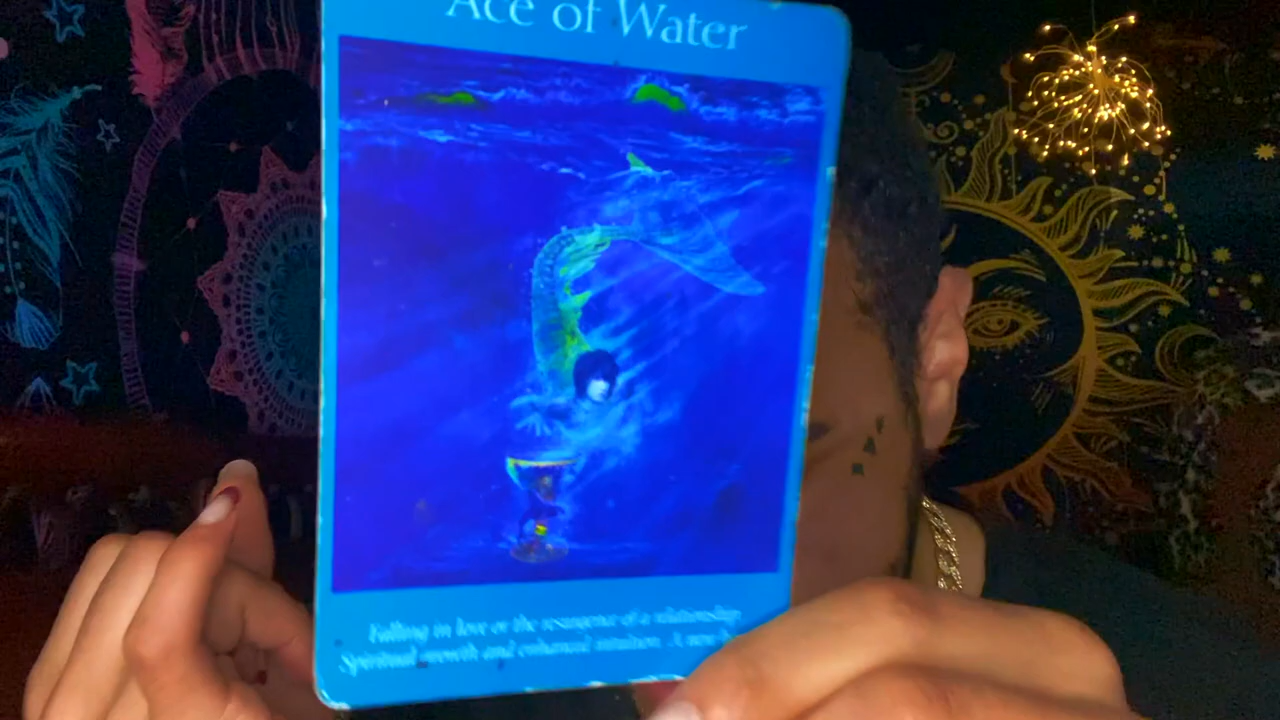 Ace of Water
Falling in love or the resurgence of a relationship
Spiritual growth and enhanced intuition. A new